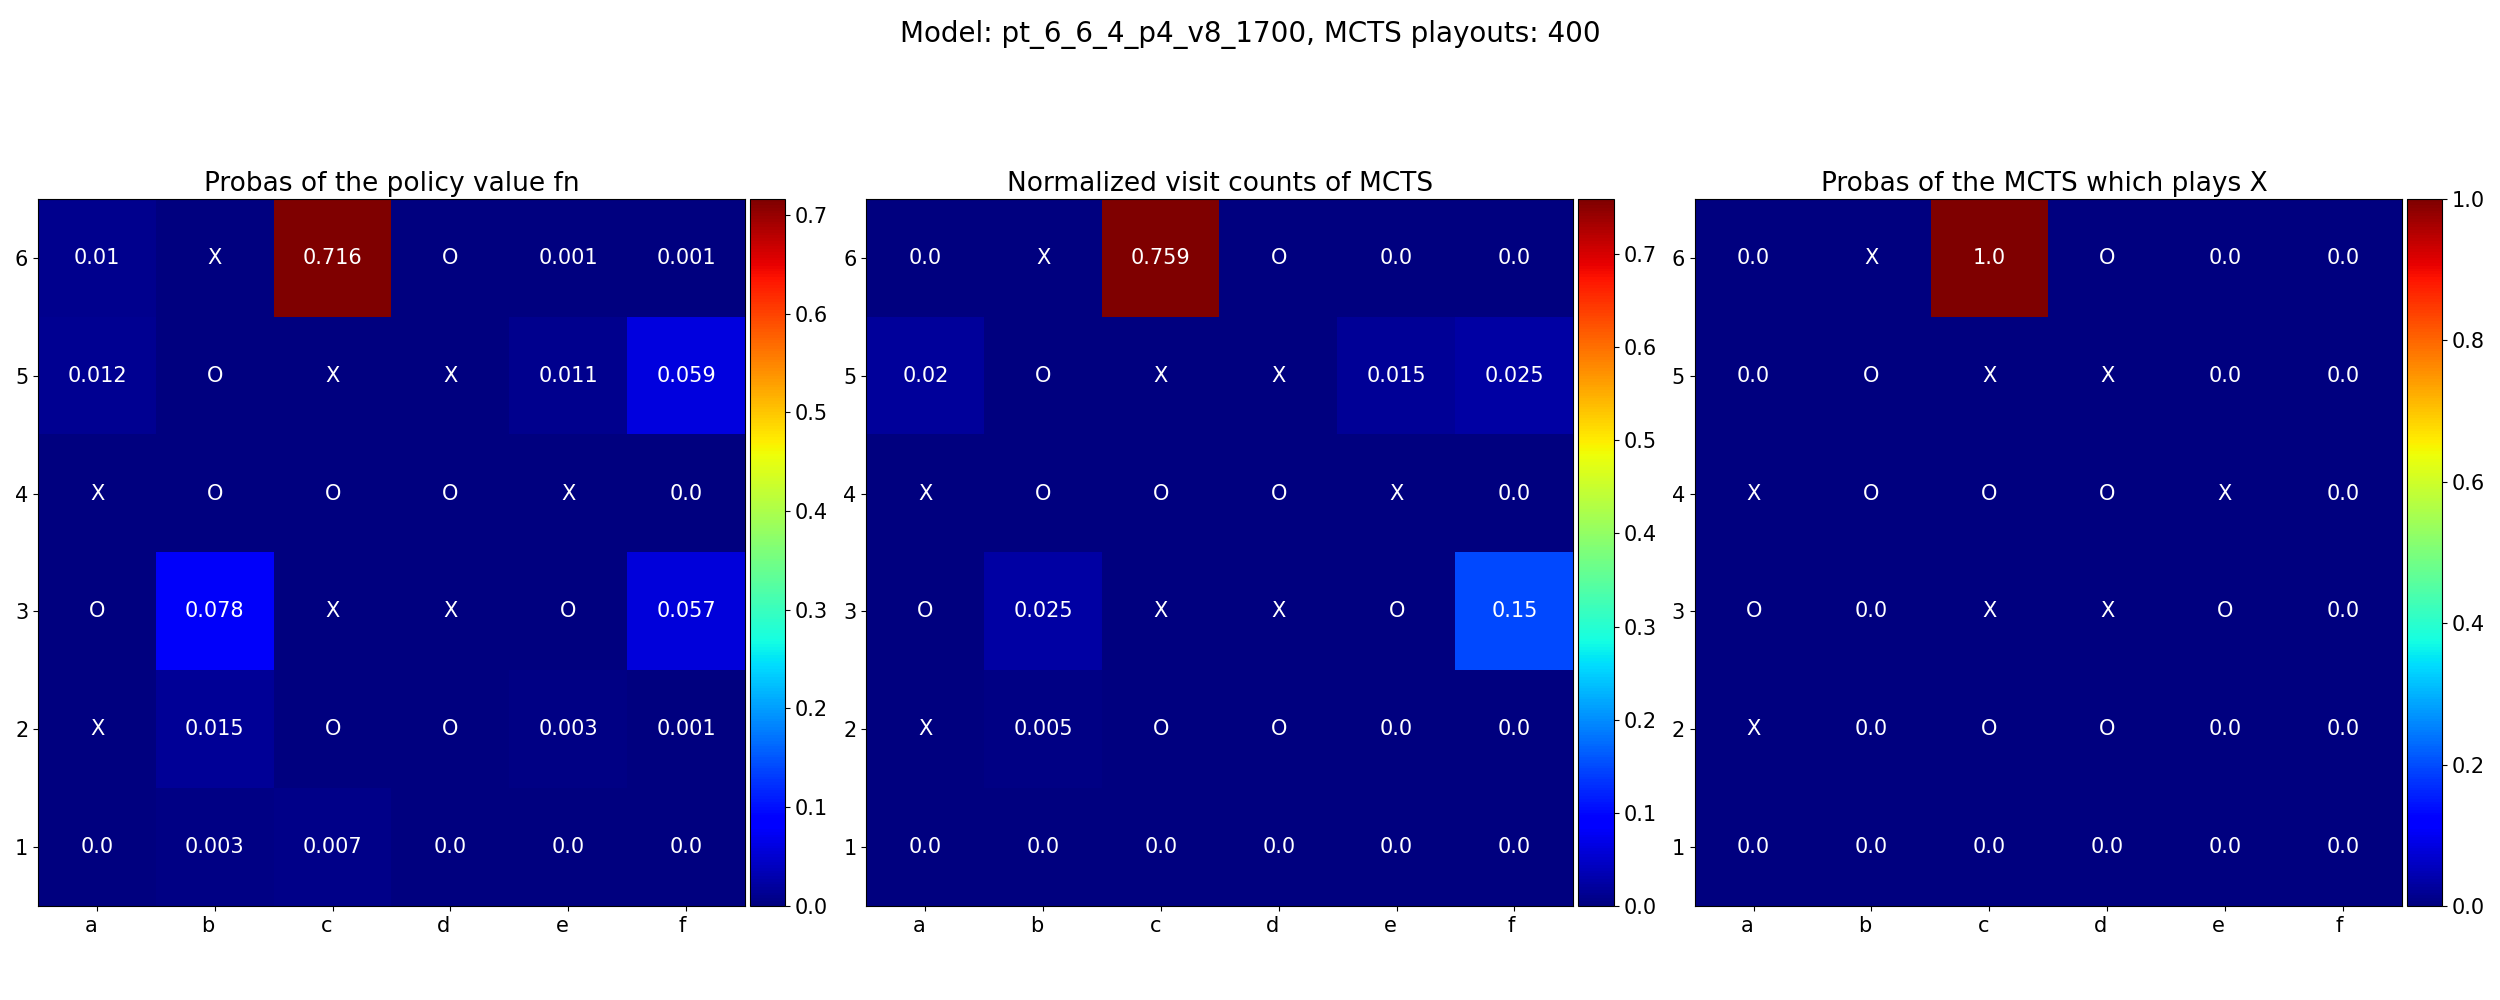 Model: pt_6_6_4_p4_v8_1700, MCTS playouts: 400
Probas of the policy value fn
6 0.01 X 0.716 O 0.001 0.001
5 0.012 O X X 0.011 0.059
4 X O O O X 0.0
3 O 0.078 X X O 0.057
2 X 0.015 O O 0.003 0.001
1 0.0 0.003 0.007 0.0 0.0 0.0
a b c d e f
0.7
0.6
0.5
0.4
0.3
0.2
0.1
0.0
Normalized visit counts of MCTS
6 0.0 X 0.759 O 0.0 0.0
5 0.02 O X X 0.015 0.025
4 X O O O X 0.0
3 O 0.025 X X O 0.15
2 X 0.005 O O 0.0 0.0
1 0.0 0.0 0.0 0.0 0.0 0.0
a b c d e f
0.7
0.6
0.5
0.4
0.3
0.2
0.1
0.0
Probas of the MCTS which plays X
6 0.0 X 1.0 O 0.0 0.0
5 0.0 O X X 0.0 0.0
4 X O O O X 0.0
3 O 0.0 X X O 0.0
2 X 0.0 O O 0.0 0.0
1 0.0 0.0 0.0 0.0 0.0 0.0
a b c d e f
1.0
0.8
0.6
0.4
0.2
0.0